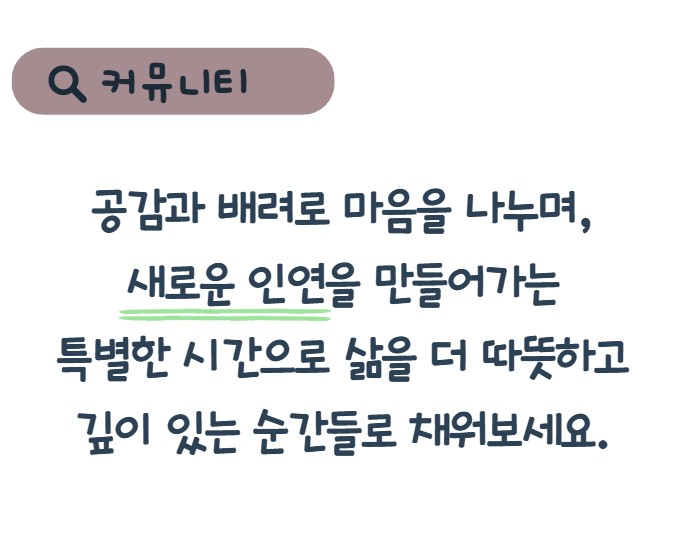 커뮤니티
공감과 배려로 마음을 나누며,
새로운 인연을 만들어가는
특별한 시간으로 삶을 더 따뜻하고
깊이 있는 순간들로 채워보세요.